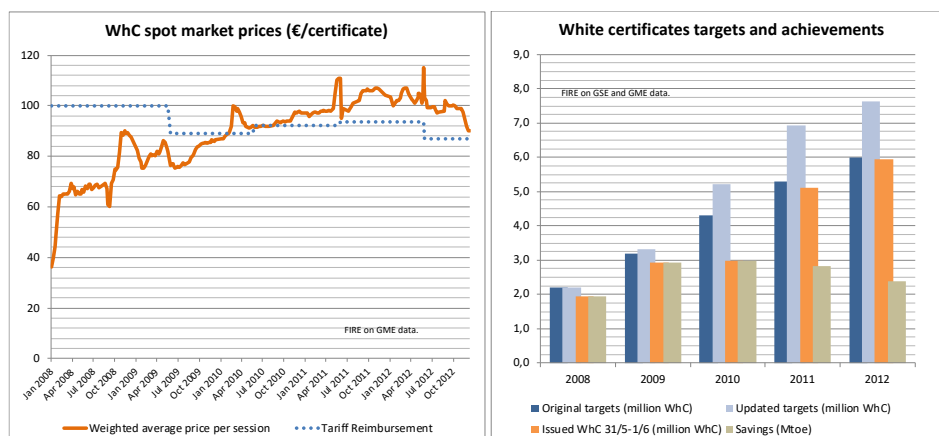 WhC spot market prices (€/certificate)
120
100
80
60
40
20
0
FIRE on GME data.
Jan 2008
Apr 2008
Jul 2008
Oct 2008
Jan 2009
Apr 2009
Jul 2009
Oct 2009
Jan 2010
Apr 2010
Jul 2010
Oct 2010
Jan 2011
Apr 2011
Jul 2011
Oct 2011
Jan 2012
Apr 2012
Jul 2012
Oct 2012
Weighted average price per session
Tariff Reimbursement
White certificates targets and achievements
9,0
8,0
7,0
6,0
5,0
4,0
3,0
2,0
1,0
0,0
FIRE on GSE and GME data.
2008
2009
2010
2011
2012
Original targets (million WhC)
Updated targets (million WhC)
Issued WhC 31/5-1/6 (million WhC)
Savings (Mtoe)